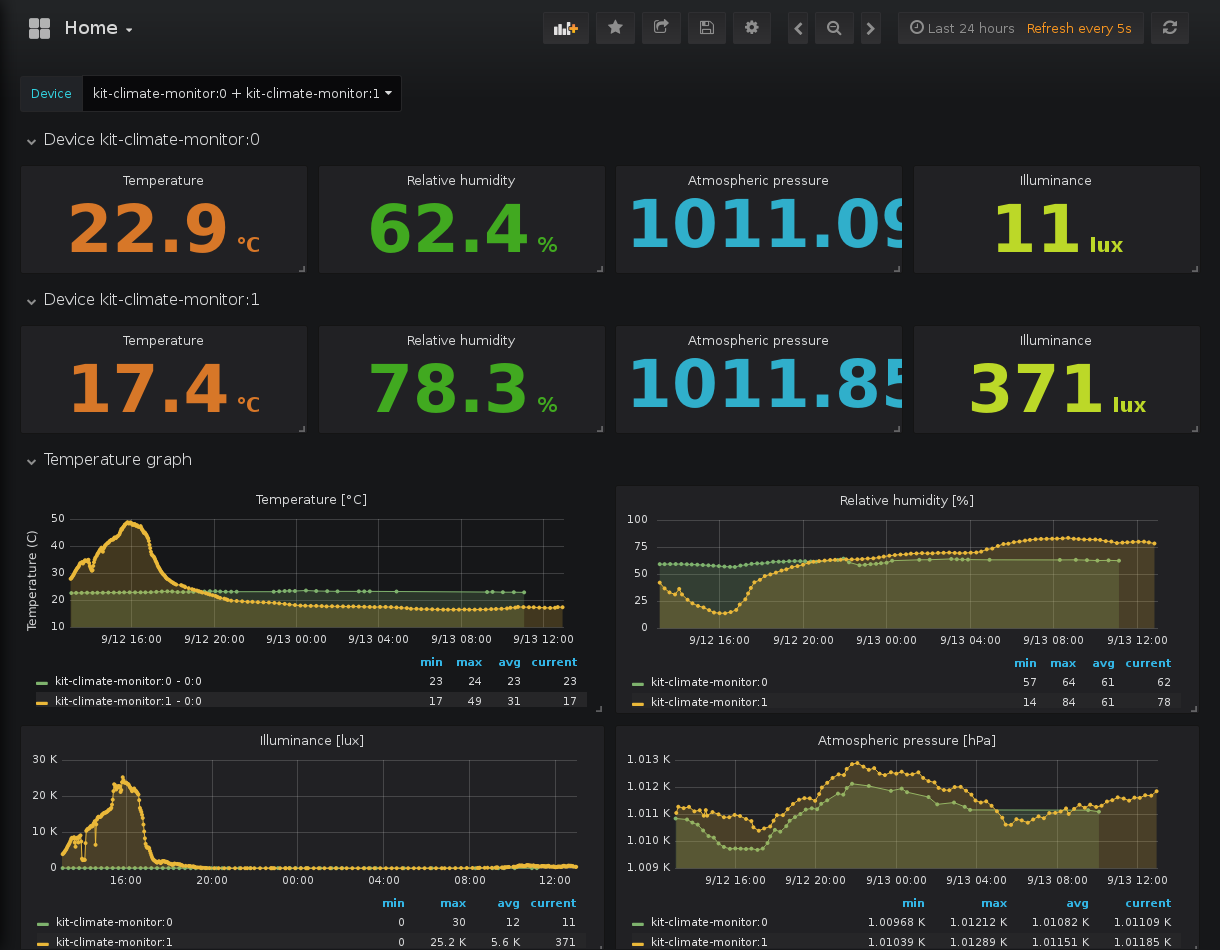 Home
Last 24 hours Refresh every 5s
Device kit-climate-monitor:0 + kit-climate-monitor:1
Device kit-climate-monitor:0
Temperature Relative humidity Atmospheric pressure Illuminance
22.9 °C 62.4 % 1011.09 11 lux
Device kit-climate-monitor:1
Temperature Relative humidity Atmospheric pressure Illuminance
17.4 °C 78.3 % 1011.85 371 lux
Temperature graph
Temperature [°C]
Temperature (C)
50
40
30
20
10
9/12 16:00 9/12 20:00 9/13 00:00 9/13 04:00 9/13 08:00 9/13 12:00
min max avg current
kit-climate-monitor:0 - 0:0 23 24 23 23
kit-climate-monitor:1 - 0:0 17 49 31 17
Relative humidity [%]
100
75
50
25
0
9/12 16:00 9/12 20:00 9/13 00:00 9/13 04:00 9/13 08:00 9/13 12:00
min max avg current
kit-climate-monitor:0 57 64 61 62
kit-climate-monitor:1 14 84 61 78
Illuminance [lux]
30 K
20 K
10 K
0
16:00 20:00 00:00 04:00 08:00 12:00
min max avg current
kit-climate-monitor:0 0 30 12 11
kit-climate-monitor:1 0 25.2 K 5.6 K 371
Atmospheric pressure [hPa]
1.013 K
1.012 K
1.011 K
1.010 K
1.009 K
9/12 16:00 9/12 20:00 9/13 00:00 9/13 04:00 9/13 08:00 9/13 12:00
min max avg current
kit-climate-monitor:0 1.00968 K 1.01212 K 1.01082 K 1.01109 K
kit-climate-monitor:1 1.01039 K 1.01289 K 1.01151 K 1.01185 K